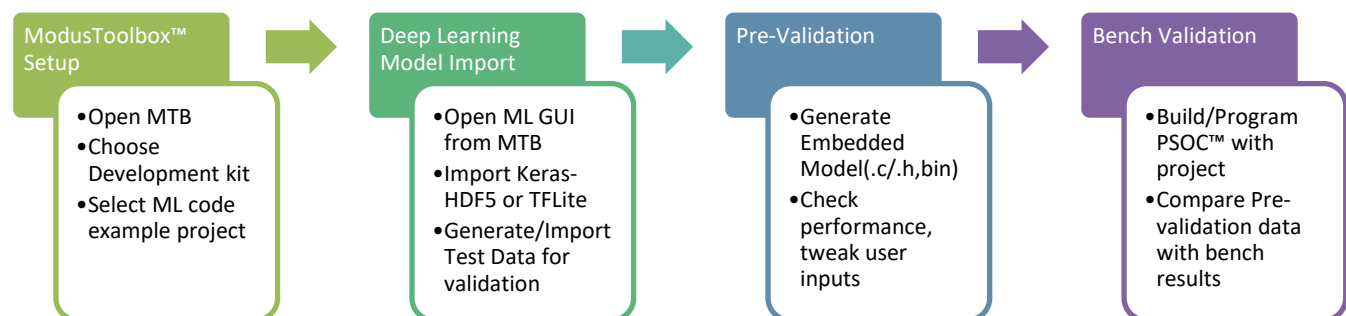 ModusToolbox™
Setup
•Open MTB
•Choose
Development kit
•Select ML code
example project
Deep Learning
Model Import
•Open ML GUI
from MTB
•Import Keras-
HDF5 or TFLite
•Generate/Import
Test Data for
validation
Pre-Validation
•Generate
Embedded
Model(.c/.h,bin)
•Check
performance,
tweak user
inputs
Bench Validation
•Build/Program
PSOC™ with
project
•Compare Pre-
validation data
with bench
results